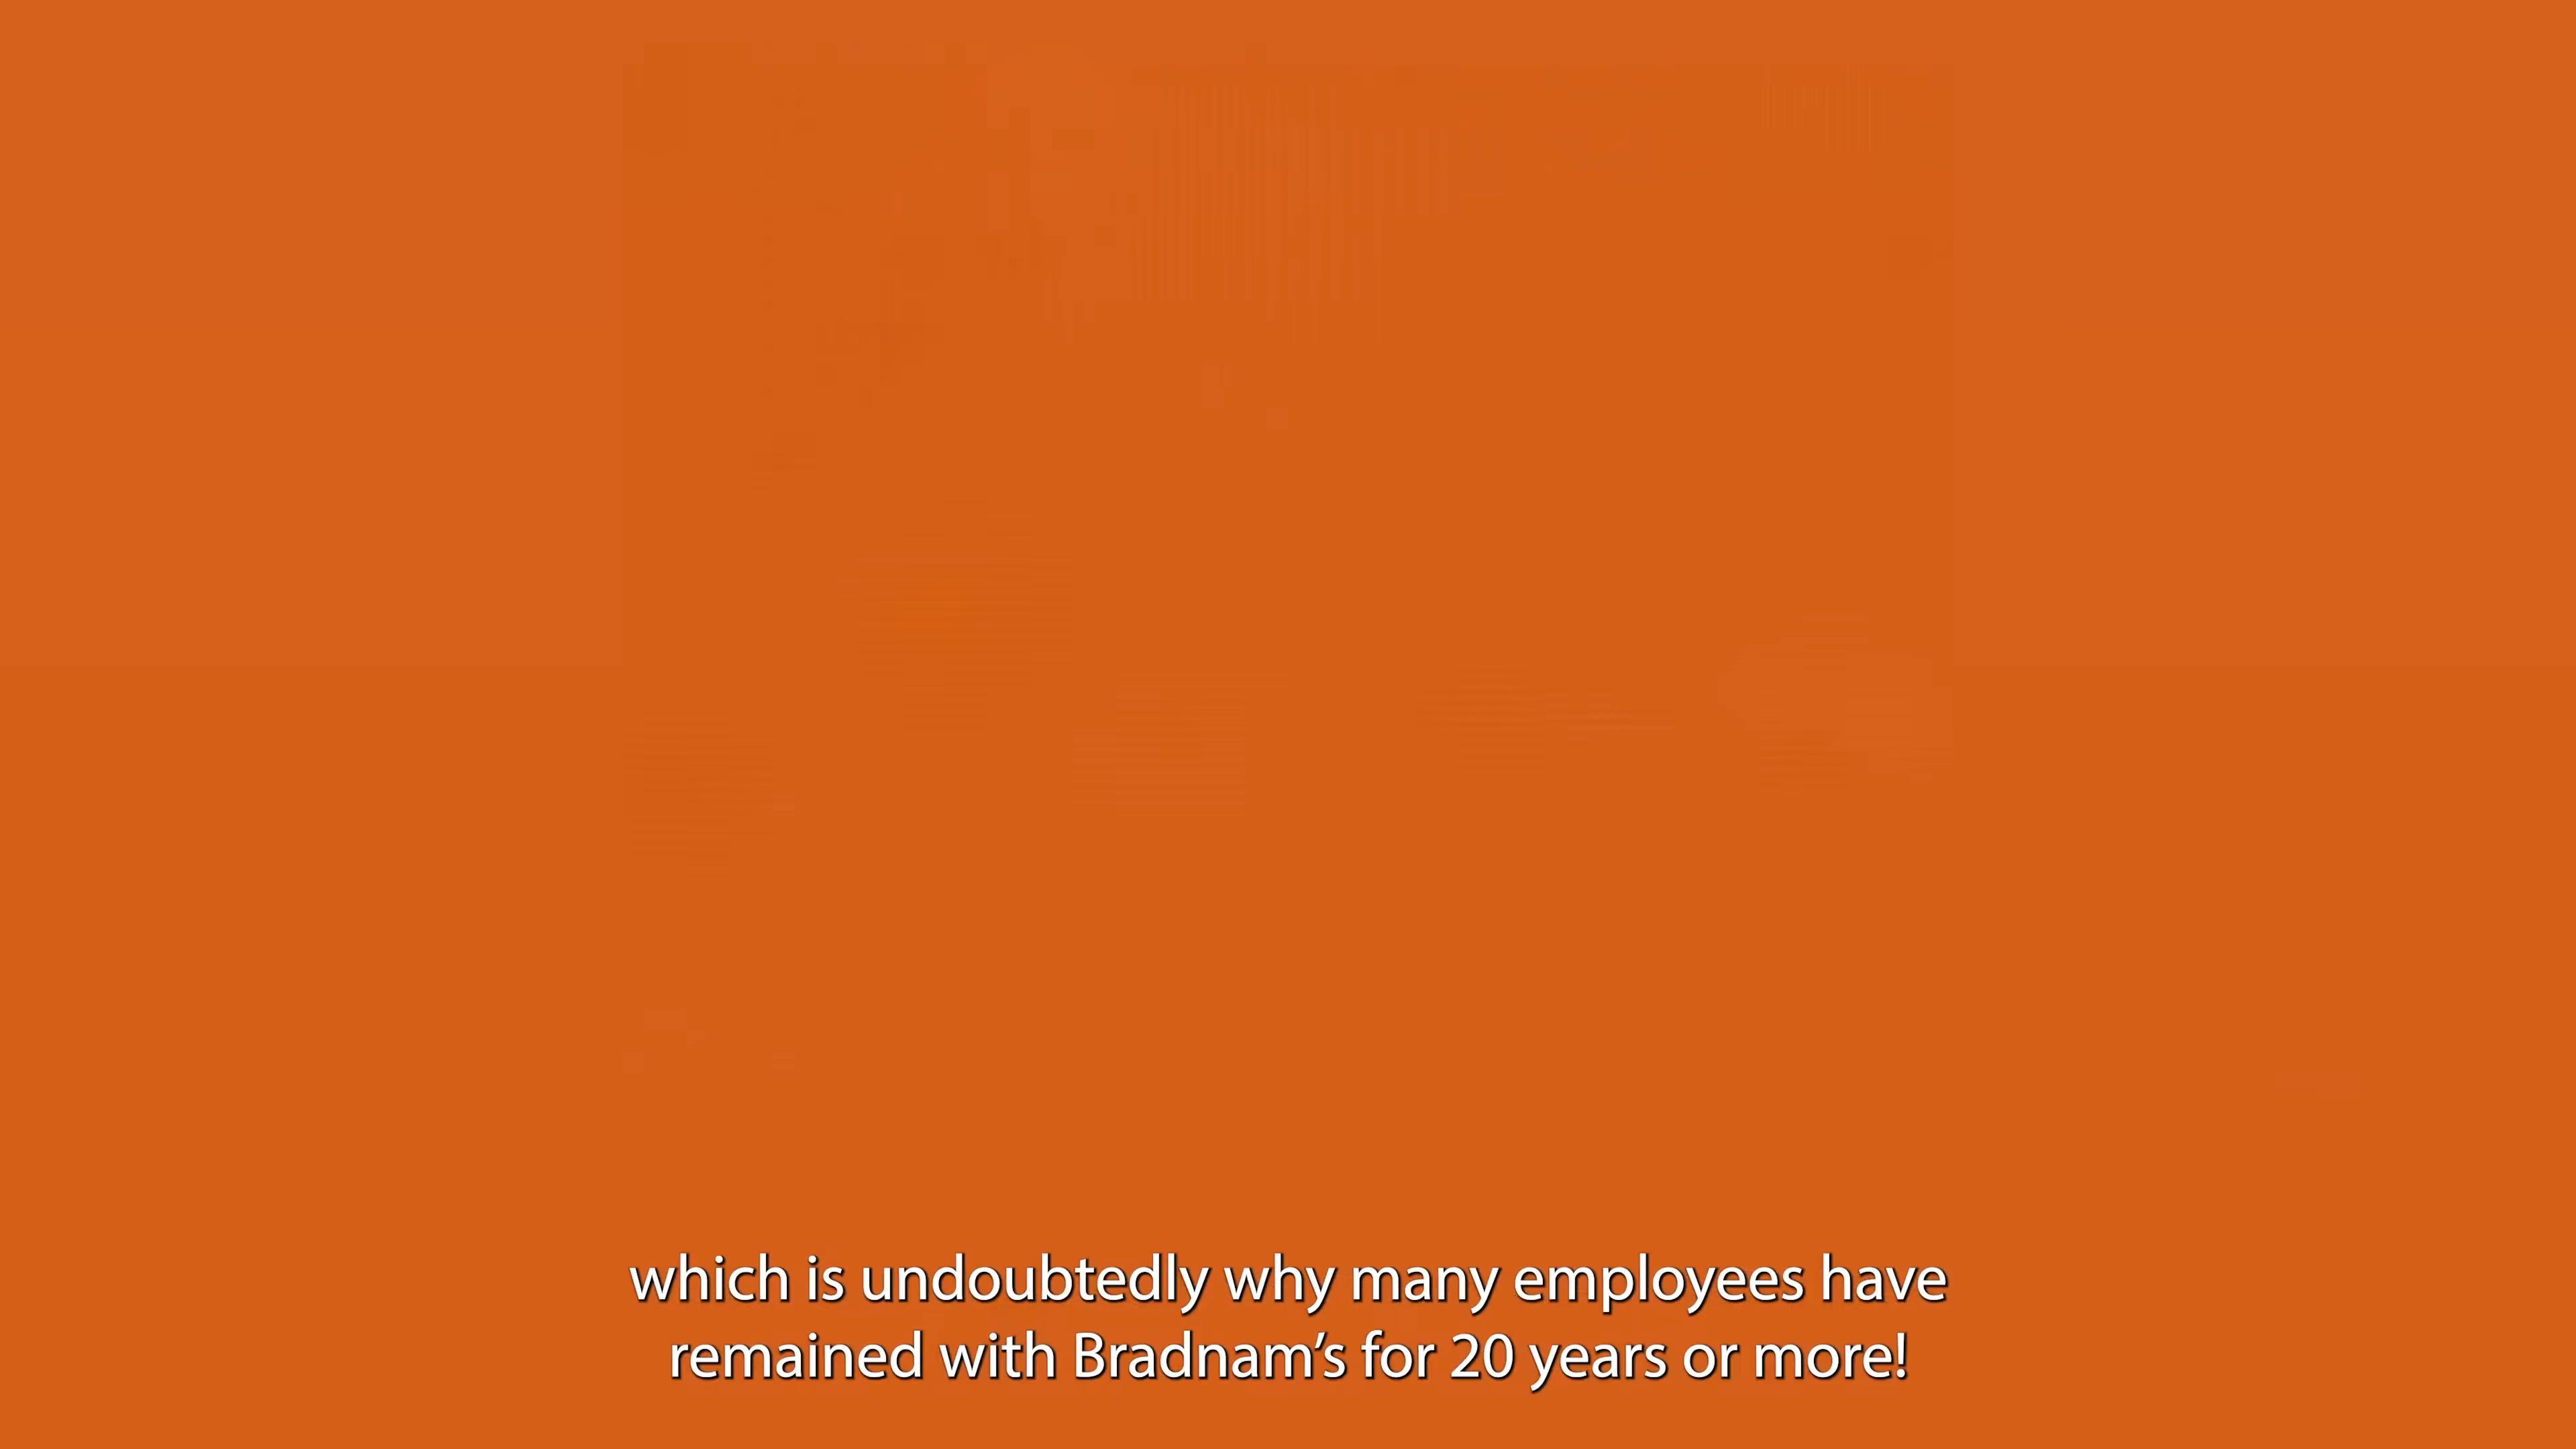 which is undoubtedly why many employees have
remained with Bradnam’s for 20 years or more!